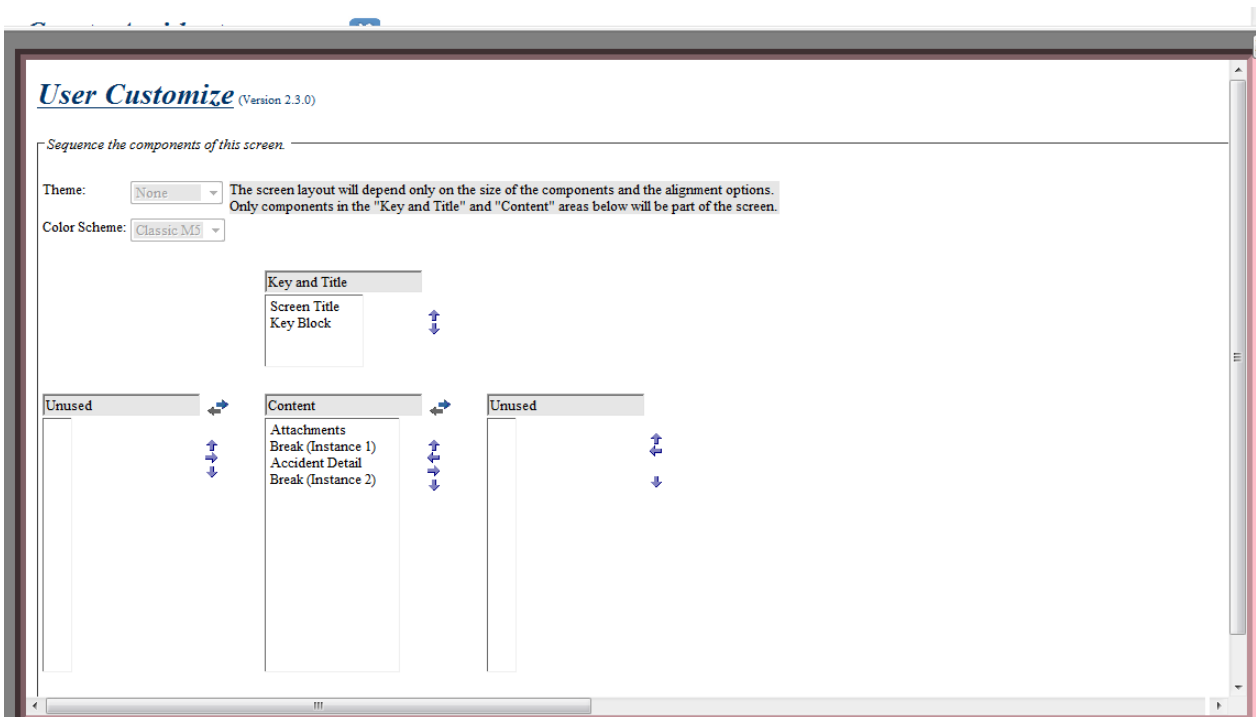 User Customize (Version 2.3.0)
Sequence the components of this screen.
Theme:
None
The screen layout will depend only on the size of the components and the alignment options.
Only components in the "Key and Title" and "Content" areas below will be part of the screen.
Color Scheme:
Classic M5
Key and Title
Screen Title
Key Block
Unused
Content
Unused
Attachments
Break (Instance 1)
Accident Detail
Break (Instance 2)